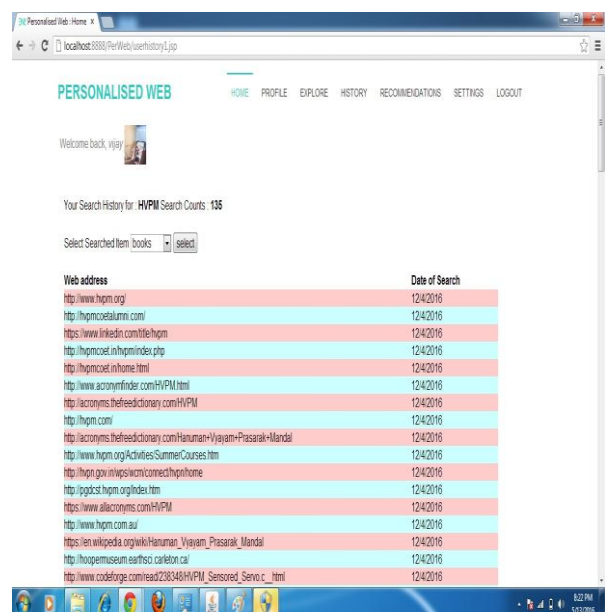 Personalised Web : Home x
localhost:8888/PerWeb/userhistory1.jsp
PERSONALISED WEB
HOME PROFILE EXPLORE HISTORY RECOMMENDATIONS SETTINGS LOGOUT
Welcome back, vijay
Your Search History for : HVPM Search Counts : 135
Select Searched Item books select
Web address Date of Search
http://www.hvpm.org/ 12/4/2016
http://hvpmcoetalumni.com/ 12/4/2016
https://www.linkedin.com/title/hvpm 12/4/2016
http://hvpmcoet.in/hvpm/index.php 12/4/2016
http://hvpmcoet.in/home.html 12/4/2016
http://www.acronymfinder.com/HVPM.html 12/4/2016
http://acronyms.thefreedictionary.com/HVPM 12/4/2016
http://hvpm.com/ 12/4/2016
http://acronyms.thefreedictionary.com/Hanuman+Vyayam+Prasarak+Mandal 12/4/2016
http://www.hvpm.org/Activities/SummerCourses.htm 12/4/2016
http://hvpn.gov.in/wps/wcm/connect/hvpn/home 12/4/2016
http://pgdcst.hvpm.org/Index.htm 12/4/2016
https://www.allacronyms.com/HVPM 12/4/2016
http://www.hvpm.com.au/ 12/4/2016
https://en.wikipedia.org/wiki/Hanuman_Vyayam_Prasarak_Mandal 12/4/2016
http://hoopermuseum.earthsci.carleton.ca/ 12/4/2016
http://www.codeforge.com/read/238346/HVPM_Sensored_Servo.c__html 12/4/2016
8:22 PM
5/13/2016